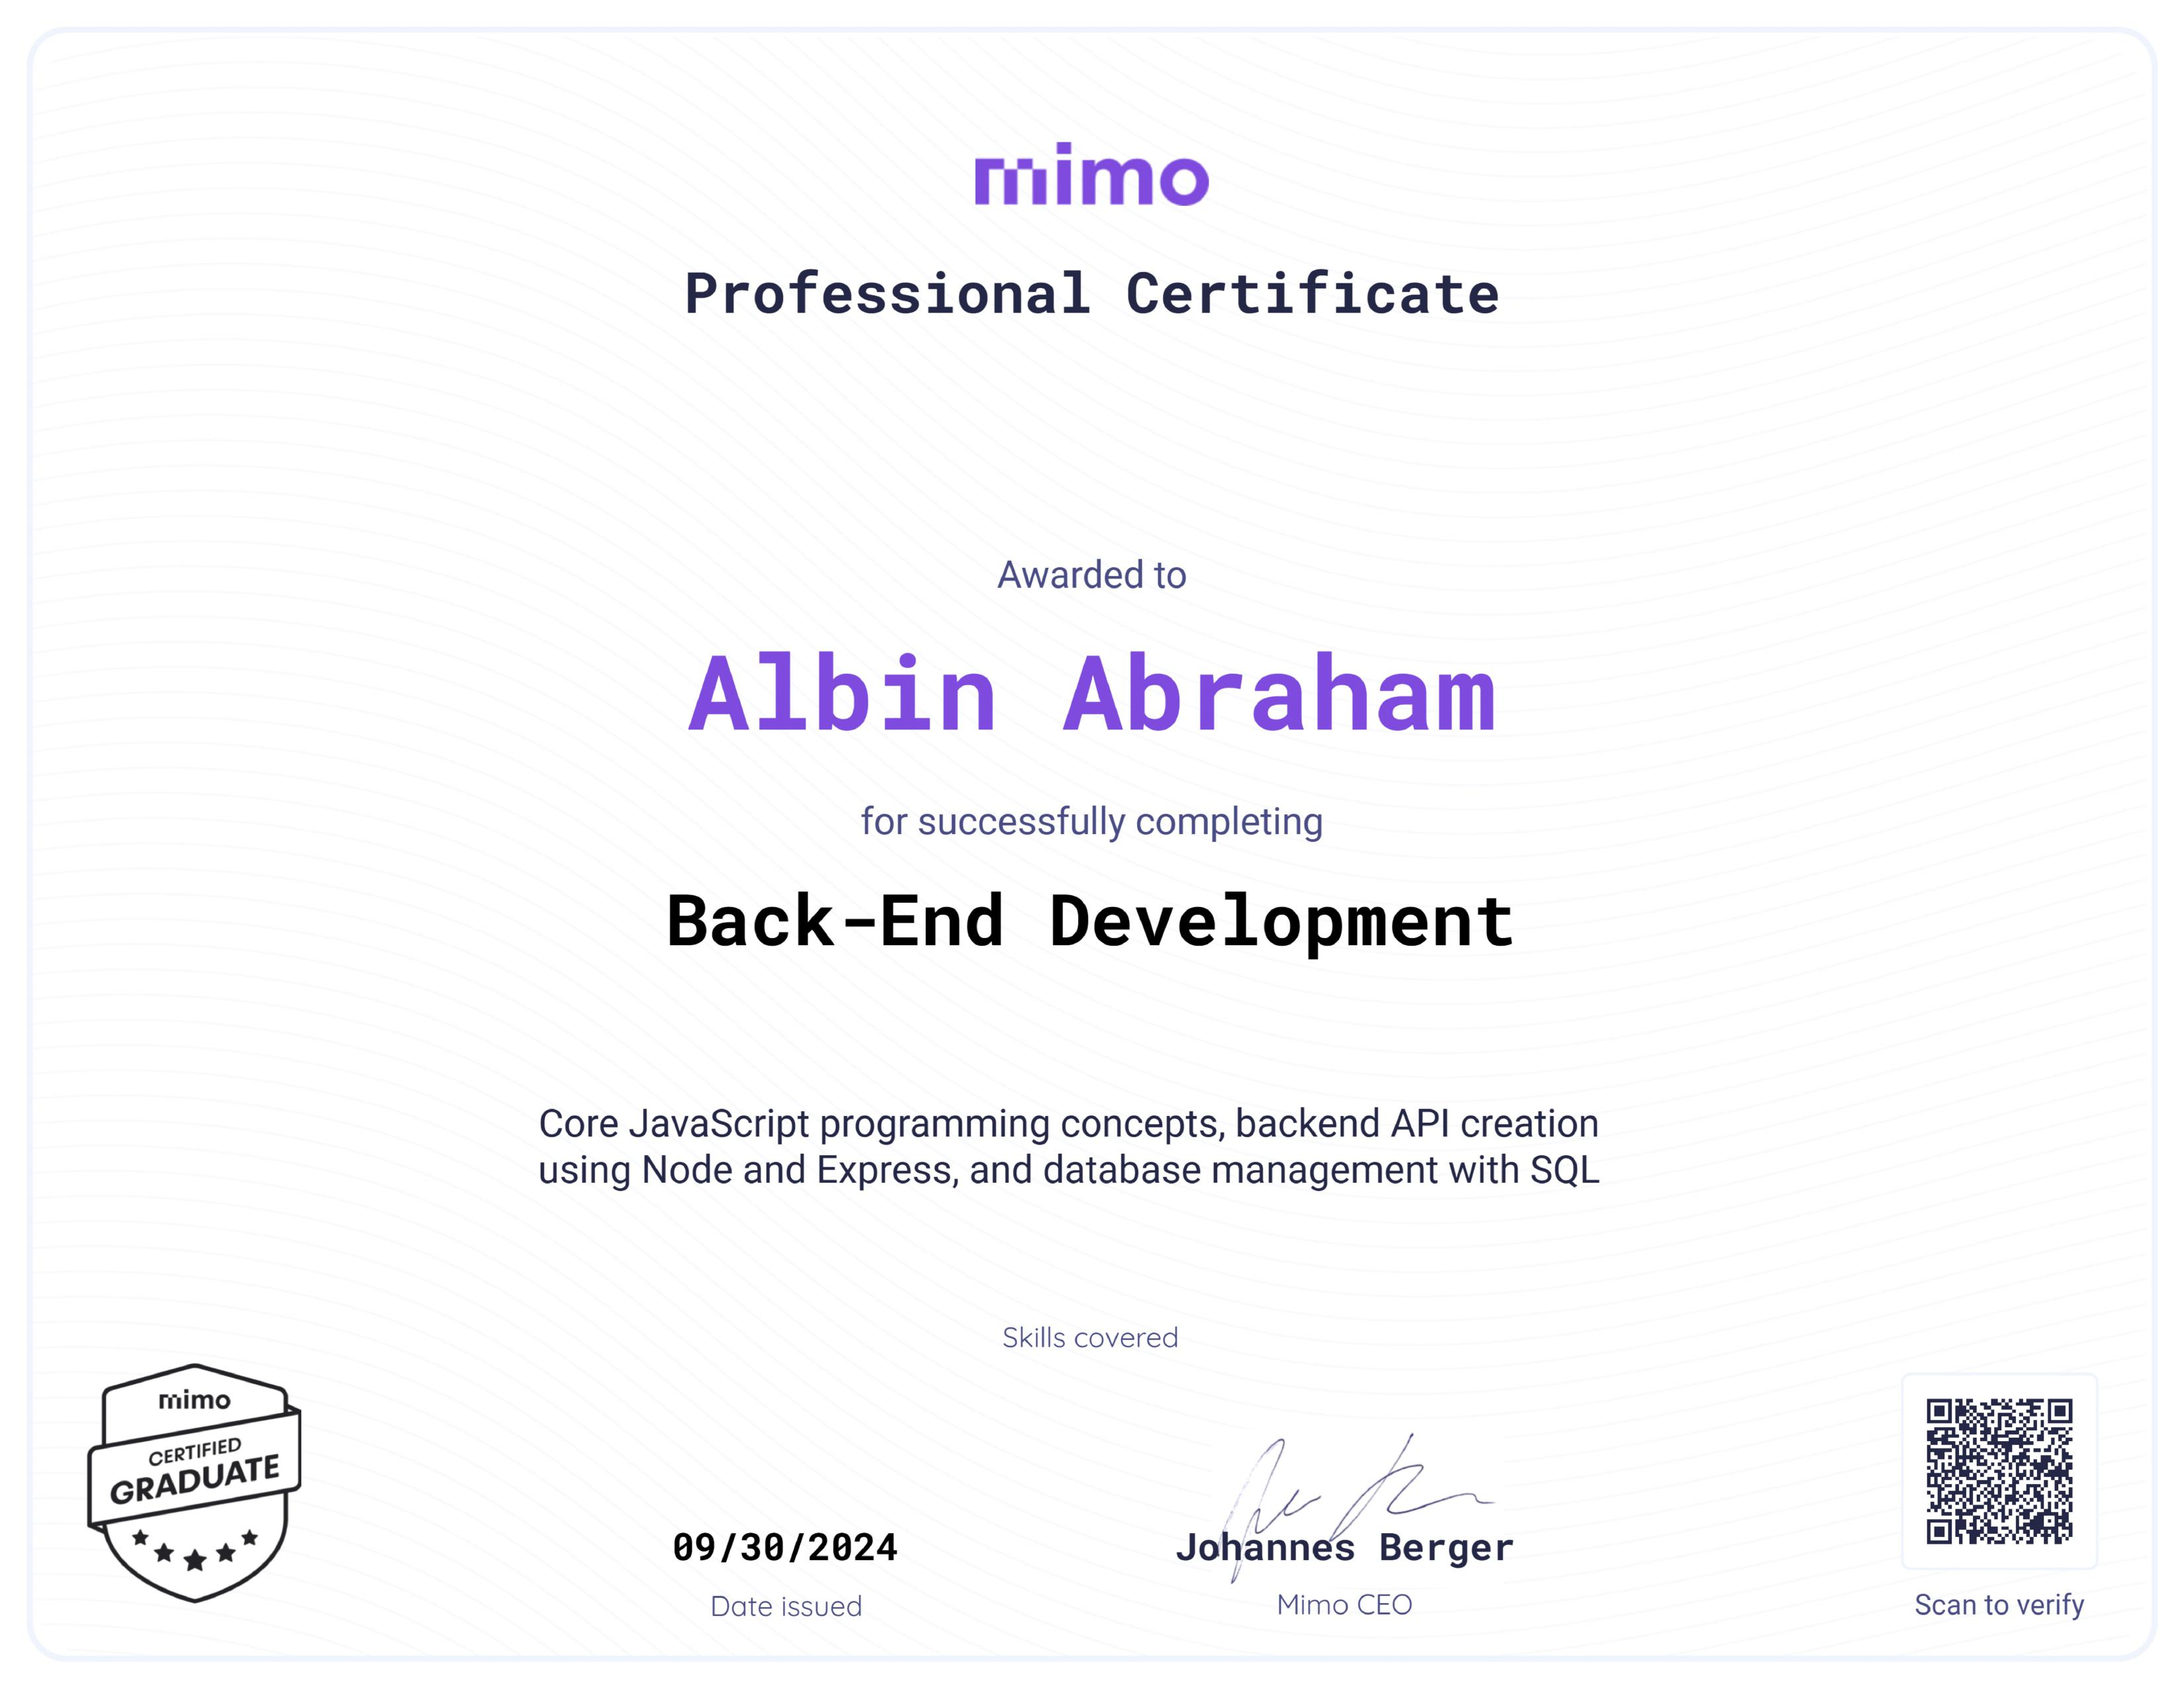 mimo
Professional Certificate
Awarded to
Albin Abraham
for successfully completing
Back-End Development
Core JavaScript programming concepts, backend API creation
using Node and Express, and database management with SQL
Skills covered
mimo
CERTIFIED
GRADUATE
09/30/2024
Date issued
Johannes Berger
Mimo CEO
Scan to verify